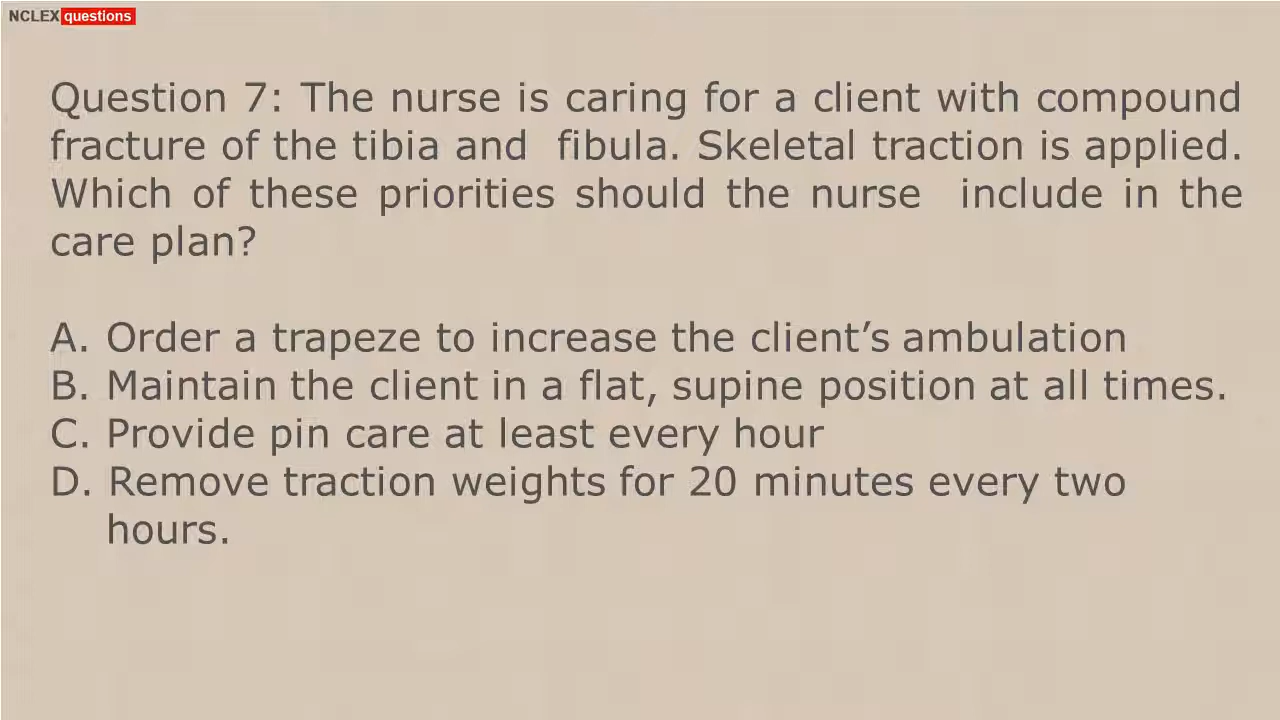 NCLEX questions
Question 7: The nurse is caring for a client with compound
fracture of the tibia and fibula. Skeletal traction is applied.
Which of these priorities should the nurse include in the
care plan?
A. Order a trapeze to increase the client’s ambulation
B. Maintain the client in a flat, supine position at all times.
C. Provide pin care at least every hour
D. Remove traction weights for 20 minutes every two
hours.